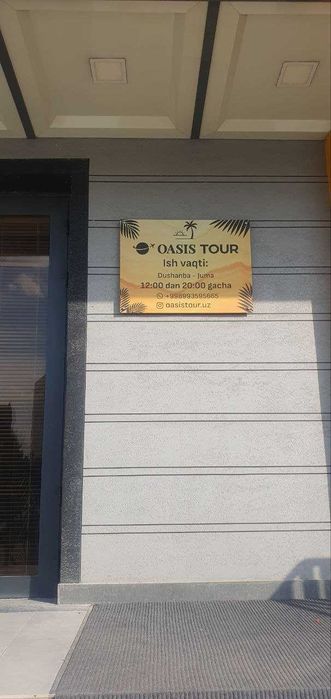 OASIS TOUR
Ish vaqti:
Dushanba - Juma
12:00 dan 20:00 gacha
+998993595665
oasistour.uz